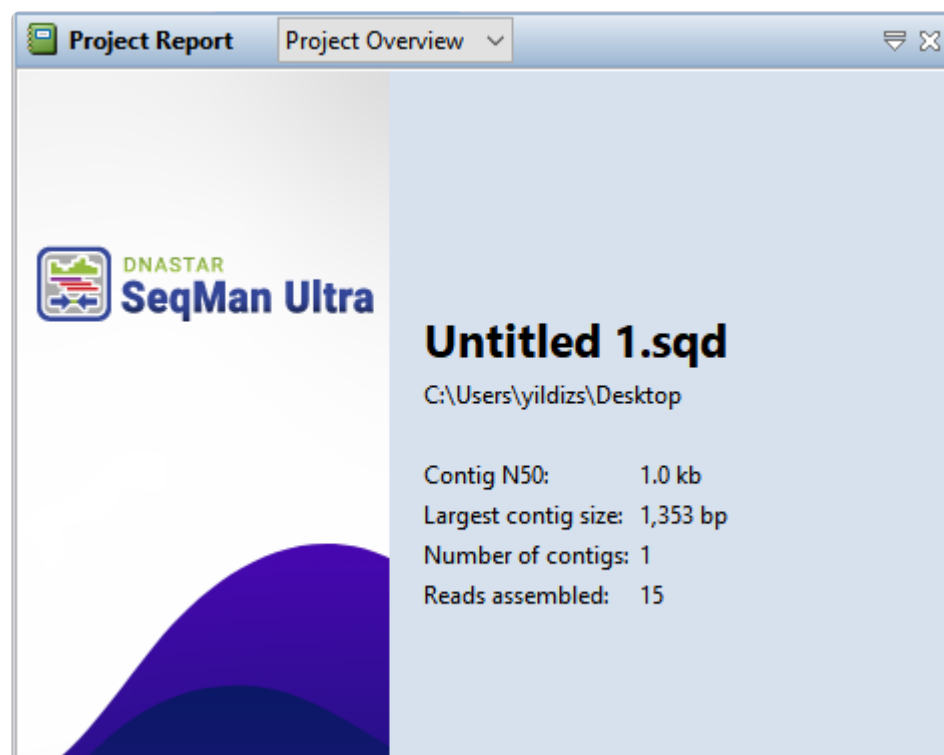 Project Report Project Overview
DNASTAR
SeqMan Ultra
Untitled 1.sqd
C:\Users\yildizs\Desktop
Contig N50: 1.0 kb
Largest contig size: 1,353 bp
Number of contigs: 1
Reads assembled: 15